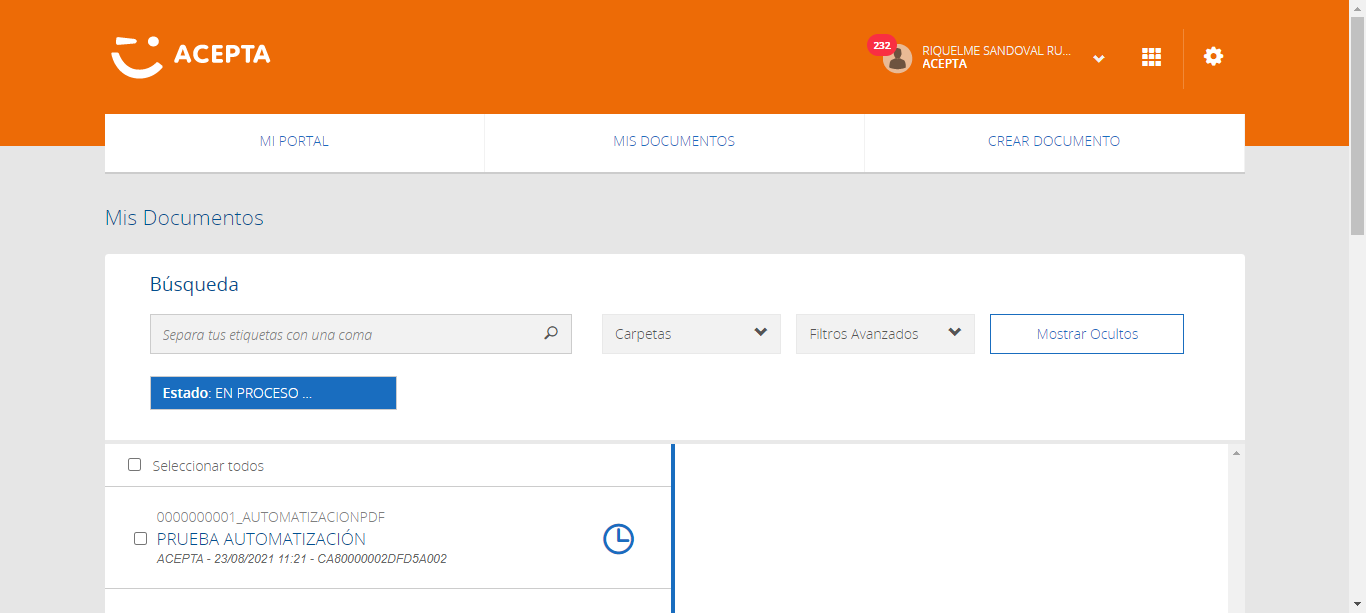 ACEPTA
232
RIQUELME SANDOVAL RU...
ACEPTA
MI PORTAL
MIS DOCUMENTOS
CREAR DOCUMENTO
Mis Documentos
Búsqueda
Separa tus etiquetas con una coma
Carpetas
Filtros Avanzados
Mostrar Ocultos
Estado: EN PROCESO ...
Seleccionar todos
0000000001_AUTOMATIZACIONPDF
PRUEBA AUTOMATIZACIÓN
ACEPTA - 23/08/2021 11:21 - CA80000002DFD5A002